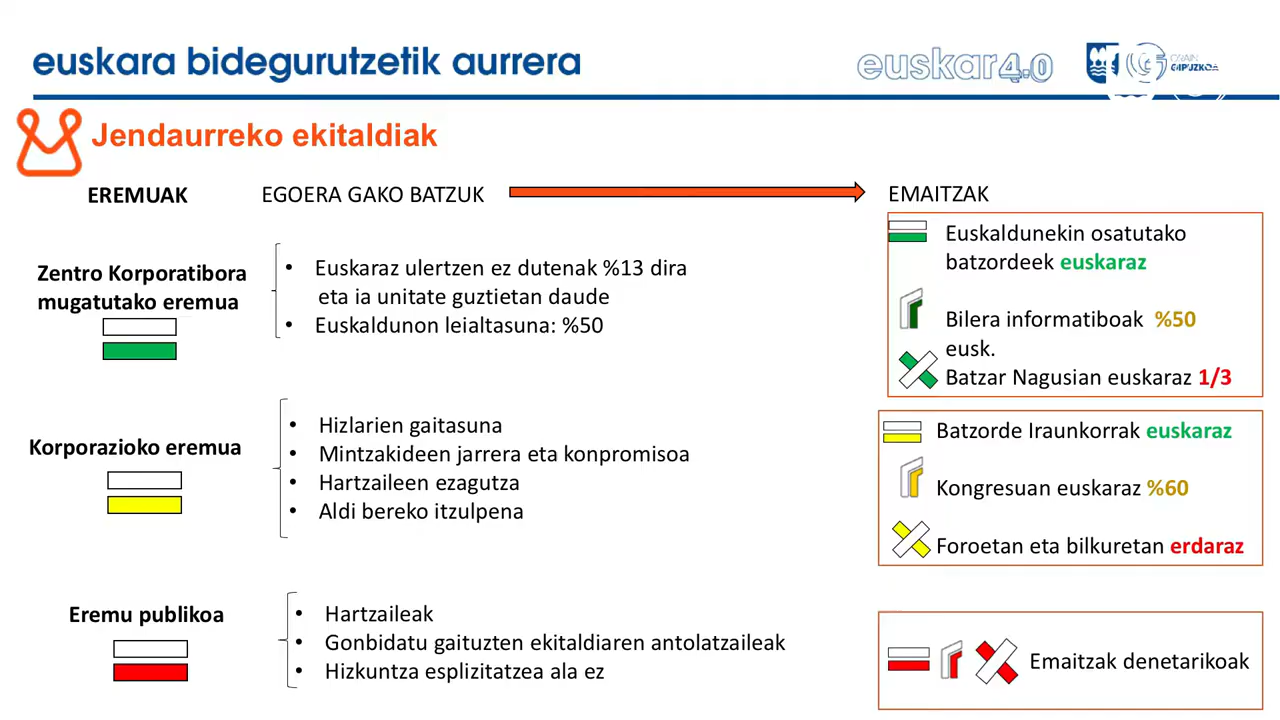 euskara bidegurutzetik aurrera
euskar 4.0
GIPUZKOA
Jendaurreko ekitaldiak
EREMUAK
EGOERA GAKO BATZUK
EMAITZAK
Zentro Korporatibora
mugatutako eremua
• Euskaraz ulertzen ez dutenak %13 dira
eta ia unitate guztietan daude
• Euskaldunon leialtasuna: %50
Euskaldunekin osatutako
batzordeek euskaraz
Bilera informatiboak %50
eusk.
Batzar Nagusian euskaraz 1/3
Korporazioko eremua
• Hizlarien gaitasuna
• Mintzakideen jarrera eta konpromisoa
• Hartzaileen ezagutza
• Aldi bereko itzulpena
Batzorde Iraunkorrak euskaraz
Kongresuan euskaraz %60
Foroetan eta bilkuretan erdaraz
Eremu publikoa
• Hartzaileak
• Gonbidatu gaituzten ekitaldiaren antolatzaileak
• Hizkuntza esplizitatzea ala ez
Emaitzak denetarikoak